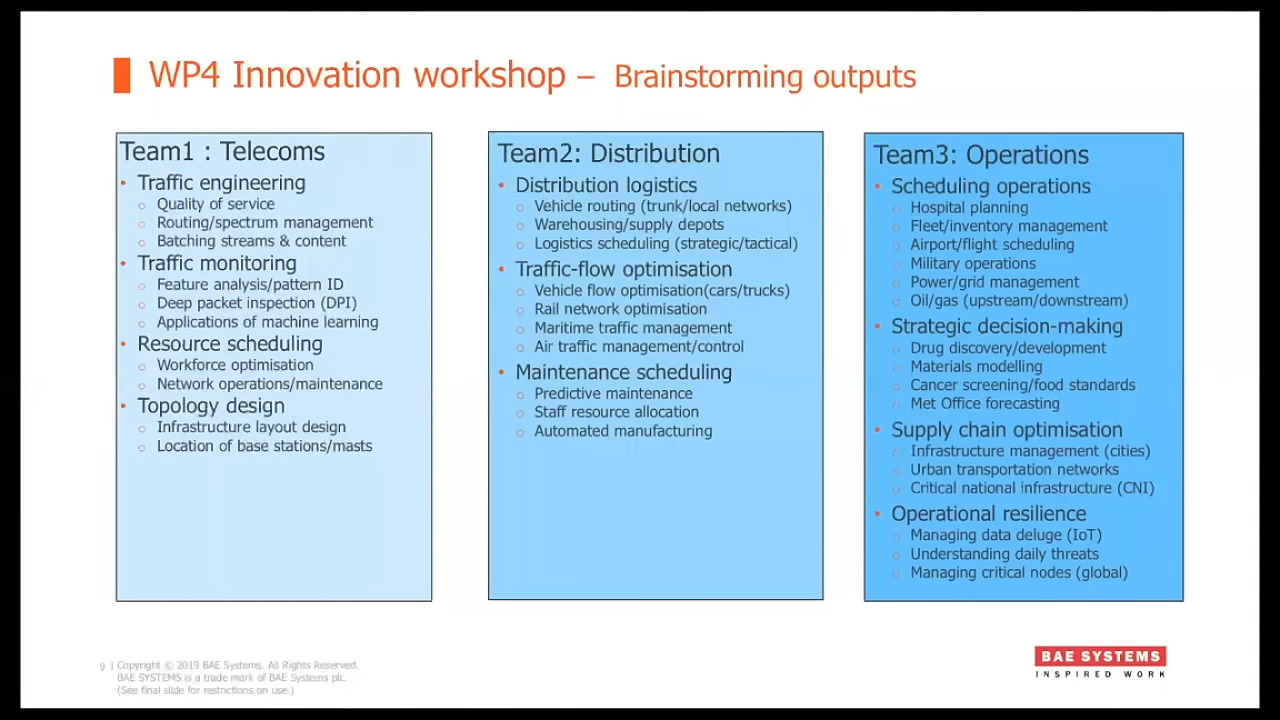 WP4 Innovation workshop – Brainstorming outputs
Team1 : Telecoms
• Traffic engineering
o Quality of service
o Routing/spectrum management
o Batching streams & content
• Traffic monitoring
o Feature analysis/pattern ID
o Deep packet inspection (DPI)
o Applications of machine learning
• Resource scheduling
o Workforce optimisation
o Network operations/maintenance
• Topology design
o Infrastructure layout design
o Location of base stations/masts
Team2: Distribution
• Distribution logistics
o Vehicle routing (trunk/local networks)
o Warehousing/supply depots
o Logistics scheduling (strategic/tactical)
• Traffic-flow optimisation
o Vehicle flow optimisation(cars/trucks)
o Rail network optimisation
o Maritime traffic management
o Air traffic management/control
• Maintenance scheduling
o Predictive maintenance
o Staff resource allocation
o Automated manufacturing
Team3: Operations
• Scheduling operations
o Hospital planning
o Fleet/inventory management
o Airport/flight scheduling
o Military operations
o Power/grid management
o Oil/gas (upstream/downstream)
• Strategic decision-making
o Drug discovery/development
o Materials modelling
o Cancer screening/food standards
o Met Office forecasting
• Supply chain optimisation
o Infrastructure management (cities)
o Urban transportation networks
o Critical national infrastructure (CNI)
• Operational resilience
o Managing data deluge (IoT)
o Understanding daily threats
o Managing critical nodes (global)
9 | Copyright © 2019 BAE Systems. All Rights Reserved.
BAE SYSTEMS is a trade mark of BAE Systems plc.
(See final slide for restrictions on use.)
BAE SYSTEMS
INSPIRED WORK